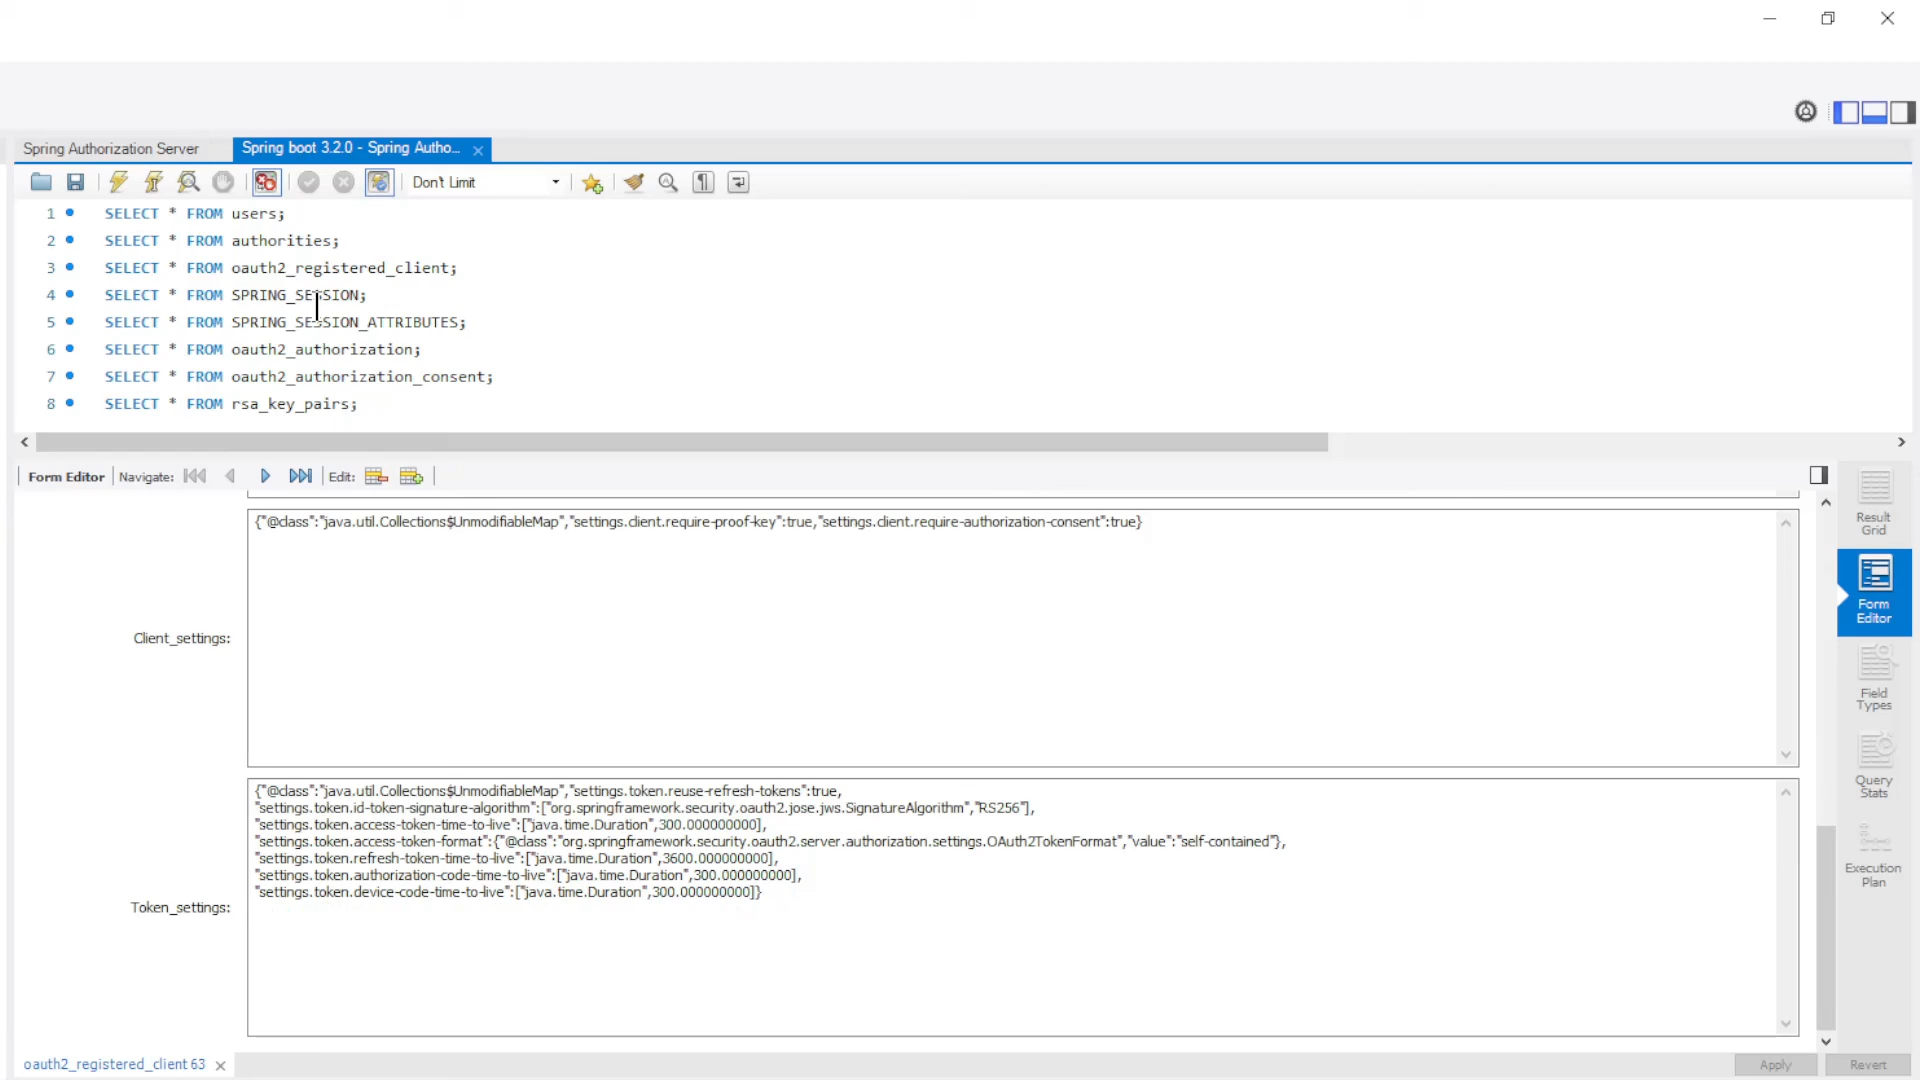 Spring Authorization Server
Spring boot 3.2.0 - Spring Autho...
Don't Limit
1 SELECT * FROM users;
2 SELECT * FROM authorities;
3 SELECT * FROM oauth2_registered_client;
4 SELECT * FROM SPRING_SESSION;
5 SELECT * FROM SPRING_SESSION_ATTRIBUTES;
6 SELECT * FROM oauth2_authorization;
7 SELECT * FROM oauth2_authorization_consent;
8 SELECT * FROM rsa_key_pairs;
Form Editor Navigate: Edit:
{"@class":"java.util.Collections$UnmodifiableMap","settings.client.require-proof-key":true,"settings.client.require-authorization-consent":true}
Client_settings:
{"@class":"java.util.Collections$UnmodifiableMap","settings.token.reuse-refresh-tokens":true,
"settings.token.id-token-signature-algorithm":["org.springframework.security.oauth2.jose.jws.SignatureAlgorithm","RS256"],
"settings.token.access-token-time-to-live":["java.time.Duration",300.000000000],
"settings.token.access-token-format":{"@class":"org.springframework.security.oauth2.server.authorization.settings.OAuth2TokenFormat","value":"self-contained"},
"settings.token.refresh-token-time-to-live":["java.time.Duration",3600.000000000],
"settings.token.authorization-code-time-to-live":["java.time.Duration",300.000000000],
"settings.token.device-code-time-to-live":["java.time.Duration",300.000000000]}
Token_settings:
Result
Grid
Form
Editor
Field
Types
Query
Stats
Execution
Plan
oauth2_registered_client 63
Apply
Revert